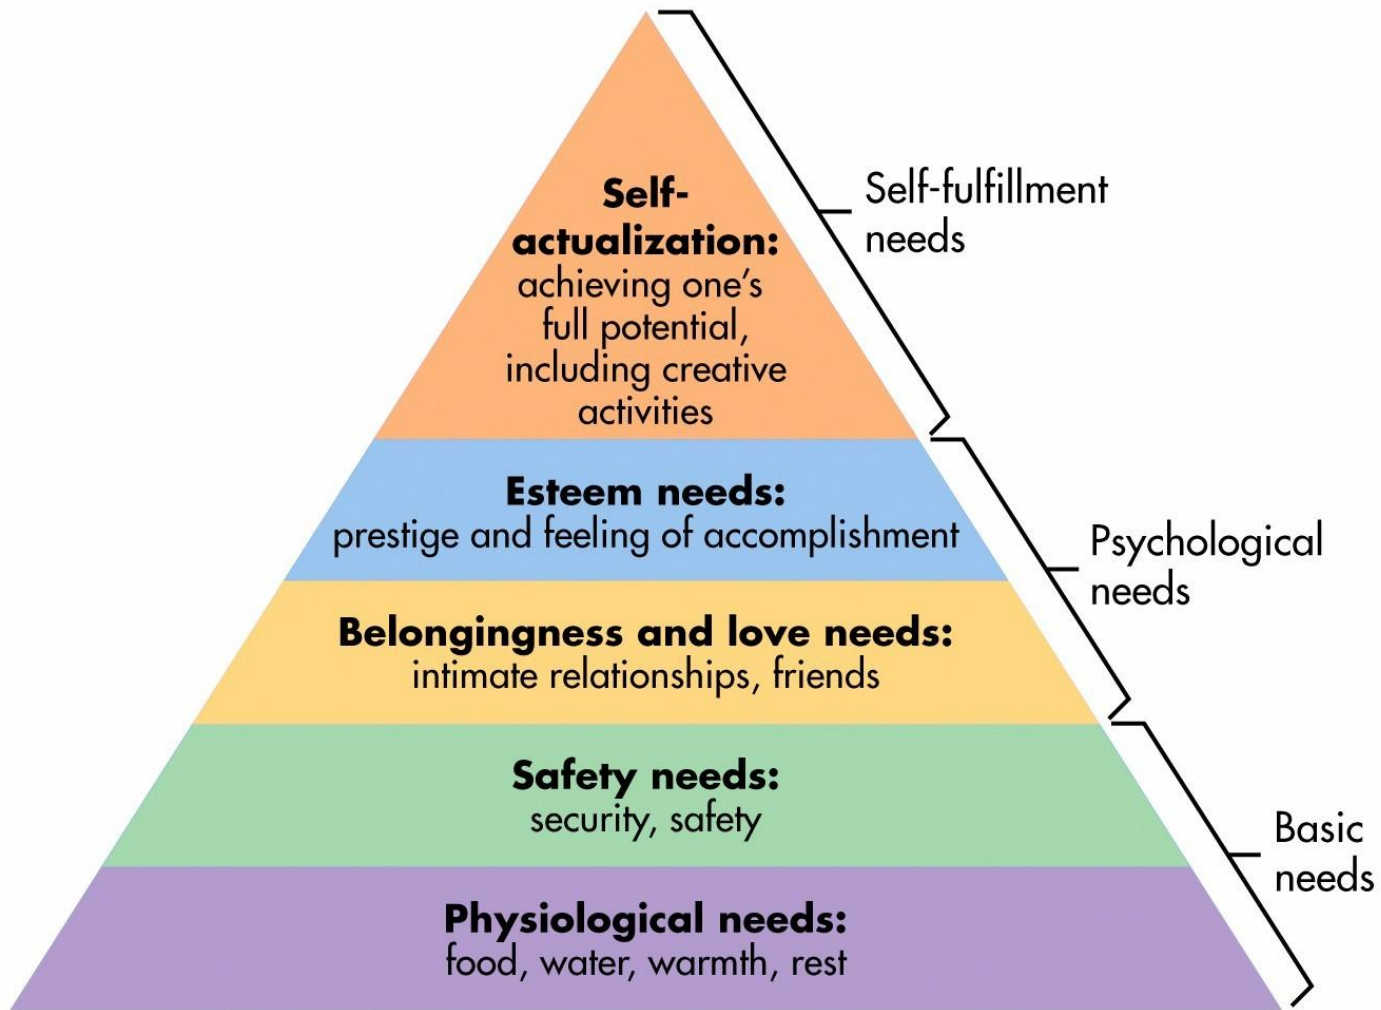 Self-
actualization:
achieving one’s
full potential,
including creative
activities
Self-fulfillment
needs
Esteem needs:
prestige and feeling of accomplishment
Psychological
needs
Belongingness and love needs:
intimate relationships, friends
Safety needs:
security, safety
Basic
needs
Physiological needs:
food, water, warmth, rest